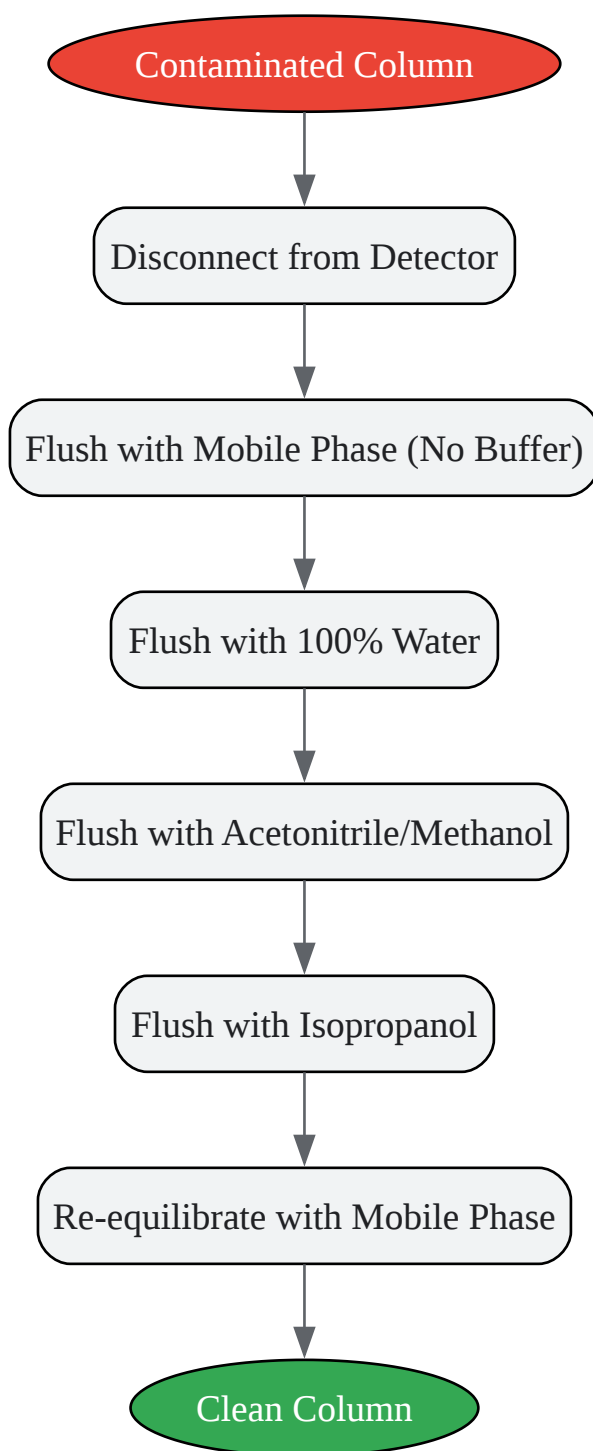 Contaminated Column
Disconnect from Detector
Flush with Mobile Phase (No Buffer)
Flush with 100% Water
Flush with Acetonitrile/Methanol
Flush with Isopropanol
Re-equilibrate with Mobile Phase
Clean Column